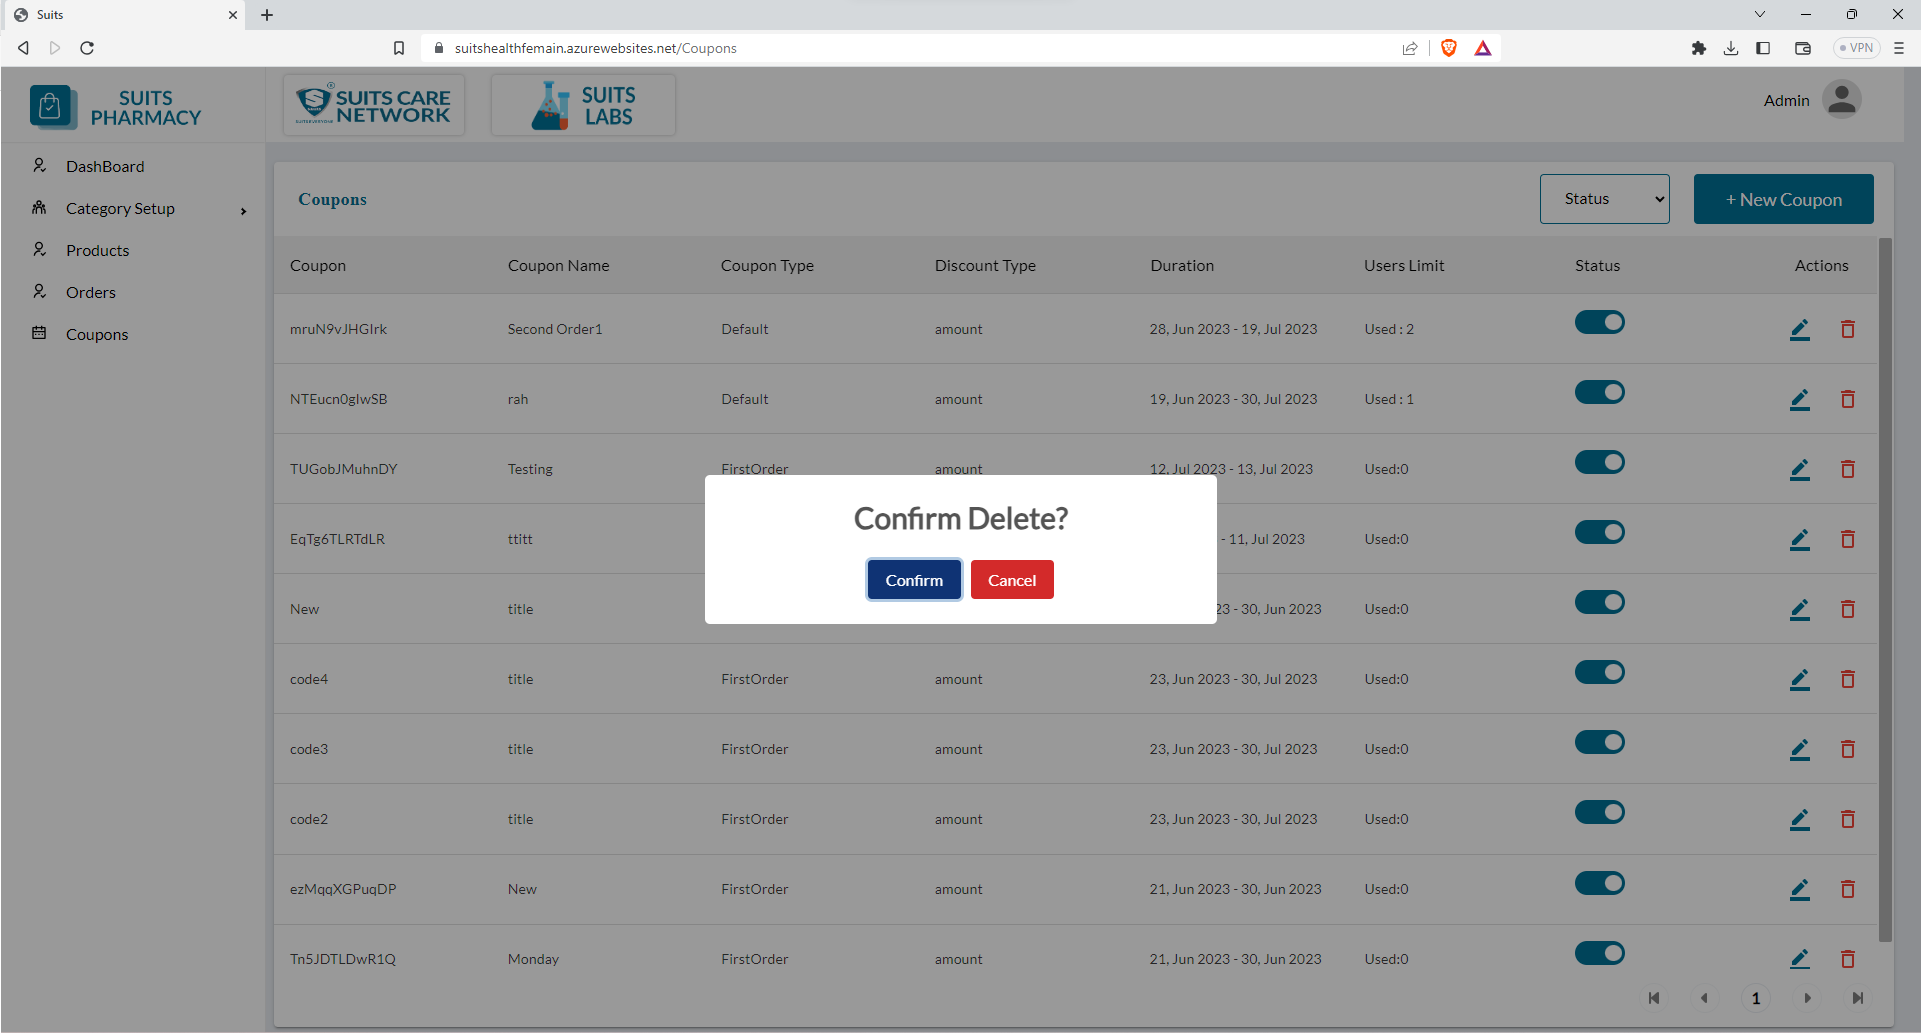 Suits
suitshealthfemain.azurewebsites.net/Coupons
VPN
SUITS PHARMACY
SUITS CARE NETWORK
SUITS LABS
Admin
DashBoard
Category Setup
Products
Orders
Coupons
Coupons
Status
+ New Coupon
Coupon Coupon Name Coupon Type Discount Type Duration Users Limit Status Actions
mruN9vJHGIrk Second Order1 Default amount 28, Jun 2023 - 19, Jul 2023 Used : 2
NTEucn0glwSB rah Default amount 19, Jun 2023 - 30, Jul 2023 Used : 1
TUGobJMuhnDY Testing FirstOrder amount 12, Jul 2023 - 13, Jul 2023 Used:0
EqTg6TLRTdLR ttitt - 11, Jul 2023 Used:0
New title 23 - 30, Jun 2023 Used:0
code4 title FirstOrder amount 23, Jun 2023 - 30, Jul 2023 Used:0
code3 title FirstOrder amount 23, Jun 2023 - 30, Jul 2023 Used:0
code2 title FirstOrder amount 23, Jun 2023 - 30, Jul 2023 Used:0
ezMqqXGPuqDP New FirstOrder amount 21, Jun 2023 - 30, Jun 2023 Used:0
Tn5JDTLDwR1Q Monday FirstOrder amount 21, Jun 2023 - 30, Jun 2023 Used:0
1
Confirm Delete?
Confirm Cancel